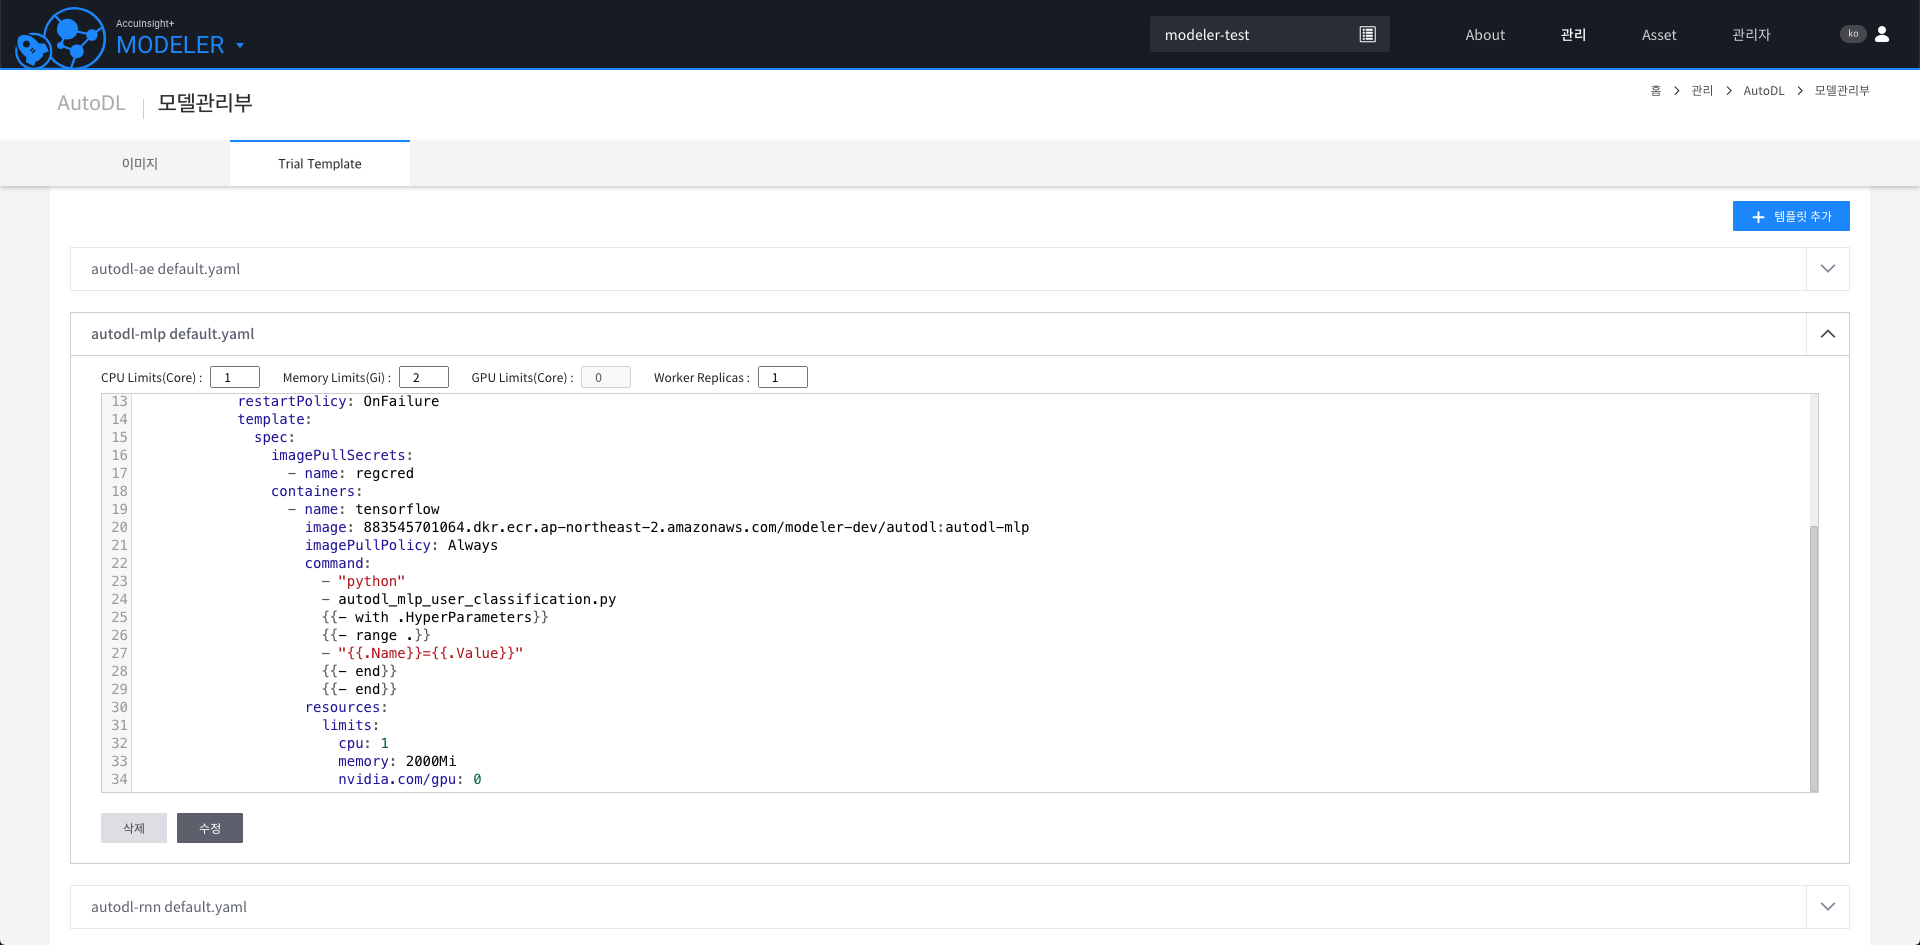 AccuInsight+
MODELER
modeler-test
About
관리
Asset
관리자
ko
AutoDL
모델관리부
홈 > 관리 > AutoDL > 모델관리부
이미지
Trial Template
+ 템플릿 추가
autodl-ae default.yaml
autodl-mlp default.yaml
CPU Limits(Core) : 1 Memory Limits(Gi) : 2 GPU Limits(Core) : 0 Worker Replicas : 1
13 restartPolicy: OnFailure
14 template:
15 spec:
16 imagePullSecrets:
17 - name: regcred
18 containers:
19 - name: tensorflow
20 image: 883545701064.dkr.ecr.ap-northeast-2.amazonaws.com/modeler-dev/autodl:autodl-mlp
21 imagePullPolicy: Always
22 command:
23 - "python"
24 - autodl_mlp_user_classification.py
25 {{- with .HyperParameters}}
26 {{- range .}}
27 - "{{.Name}}={{.Value}}"
28 {{- end}}
29 {{- end}}
30 resources:
31 limits:
32 cpu: 1
33 memory: 2000Mi
34 nvidia.com/gpu: 0
삭제
수정
autodl-rnn default.yaml